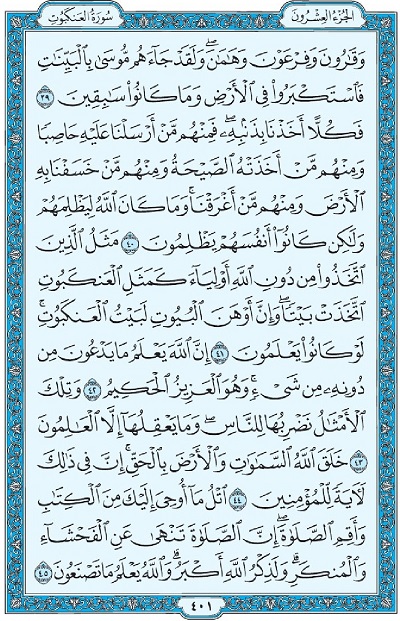 الجزء العشرون
سورة العنكبوت
وَقَٰرُونَ وَفِرْعَوْنَ وَهَٰمَٰنَۖ وَلَقَدْ جَآءَهُم مُّوسَىٰ بِٱلْبَيِّنَٰتِ
فَٱسْتَكْبَرُوا۟ فِى ٱلْأَرْضِ وَمَا كَانُوا۟ سَٰبِقِينَ ٣٩
فَكُلًّا أَخَذْنَا بِذَنۢبِهِۦۖ فَمِنْهُم مَّنْ أَرْسَلْنَا عَلَيْهِ حَاصِبًا
وَمِنْهُم مَّنْ أَخَذَتْهُ ٱلصَّيْحَةُ وَمِنْهُم مَّنْ خَسَفْنَا بِهِ
ٱلْأَرْضَ وَمِنْهُم مَّنْ أَغْرَقْنَاۚ وَمَا كَانَ ٱللَّهُ لِيَظْلِمَهُمْ
وَلَٰكِن كَانُوٓا۟ أَنفُسَهُمْ يَظْلِمُونَ ٤٠ مَثَلُ ٱلَّذِينَ
ٱتَّخَذُوا۟ مِن دُونِ ٱللَّهِ أَوْلِيَآءَ كَمَثَلِ ٱلْعَنكَبُوتِ
ٱتَّخَذَتْ بَيْتًاۖ وَإِنَّ أَوْهَنَ ٱلْبُيُوتِ لَبَيْتُ ٱلْعَنكَبُوتِۚ
لَوْ كَانُوا۟ يَعْلَمُونَ ٤١ إِنَّ ٱللَّهَ يَعْلَمُ مَا يَدْعُونَ مِن
دُونِهِۦ مِن شَىْءٍۚ وَهُوَ ٱلْعَزِيزُ ٱلْحَكِيمُ ٤٢ وَتِلْكَ
ٱلْأَمْثَٰلُ نَضْرِبُهَا لِلنَّاسِۖ وَمَا يَعْقِلُهَآ إِلَّا ٱلْعَٰلِمُونَ
٤٣ خَلَقَ ٱللَّهُ ٱلسَّمَٰوَٰتِ وَٱلْأَرْضَ بِٱلْحَقِّۚ إِنَّ فِى ذَٰلِكَ
لَءَايَةً لِّلْمُؤْمِنِينَ ٤٤ ٱتْلُ مَآ أُوحِىَ إِلَيْكَ مِنَ ٱلْكِتَٰبِ
وَأَقِمِ ٱلصَّلَوٰةَۖ إِنَّ ٱلصَّلَوٰةَ تَنْهَىٰ عَنِ ٱلْفَحْشَآءِ
وَٱلْمُنكَرِۗ وَلَذِكْرُ ٱللَّهِ أَكْبَرُۗ وَٱللَّهُ يَعْلَمُ مَا تَصْنَعُونَ ٤٥
٤٠١